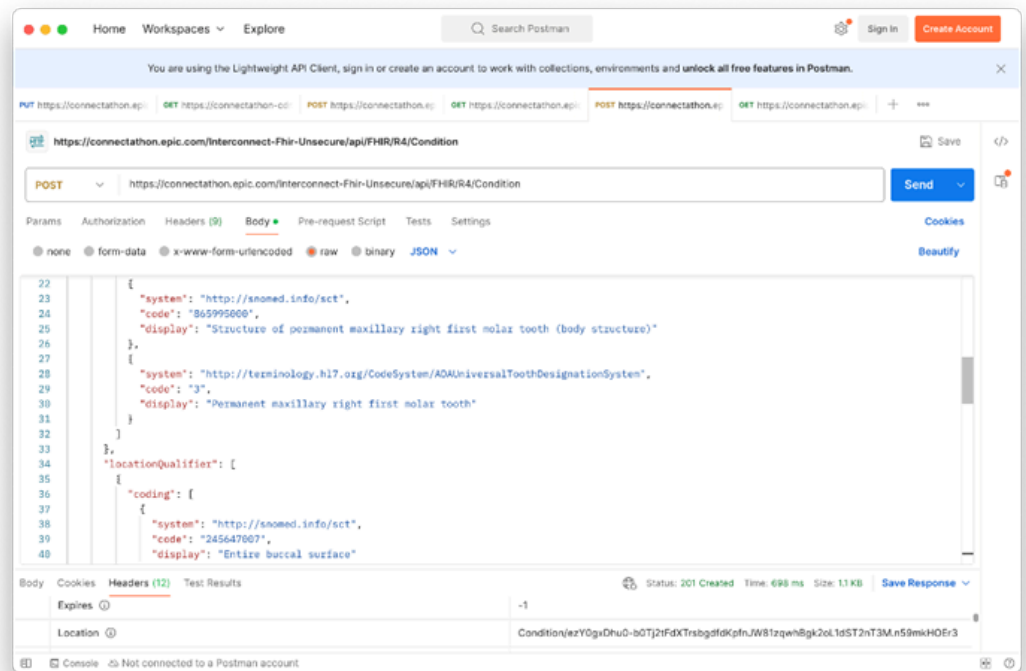 Home Workspaces Explore Search Postman Sign In Create Account
You are using the Lightweight API Client, sign in or create an account to work with collections, environments and unlock all free features in Postman.
PUT https://connectathon.epi GET https://connectathon-cd POST https://connectathon.ep GET https://connectathon.epi POST https://connectathon.ep GET https://connectathon.epi
https://connectathon.epic.com/Interconnect-Fhir-Unsecure/api/FHIR/R4/Condition Save
POST https://connectathon.epic.com/Interconnect-Fhir-Unsecure/api/FHIR/R4/Condition Send
Params Authorization Headers (9) Body Pre-request Script Tests Settings Cookies
none form-data x-www-form-urlencoded raw binary JSON Beautify
22 {
23 "system": "http://snomed.info/sct",
24 "code": "865995000",
25 "display": "Structure of permanent maxillary right first molar tooth (body structure)"
26 },
27 {
28 "system": "http://terminology.hl7.org/CodeSystem/ADAUniversalToothDesignationSystem",
29 "code": "3",
30 "display": "Permanent maxillary right first molar tooth"
31 }
32 ]
33 },
34 "locationQualifier": [
35 {
36 "coding": [
37 {
38 "system": "http://snomed.info/sct",
39 "code": "245647007",
40 "display": "Entire buccal surface"
Body Cookies Headers (12) Test Results Status: 201 Created Time: 698 ms Size: 1.1 KB Save Response
Expires -1
Location
Console Not connected to a Postman account